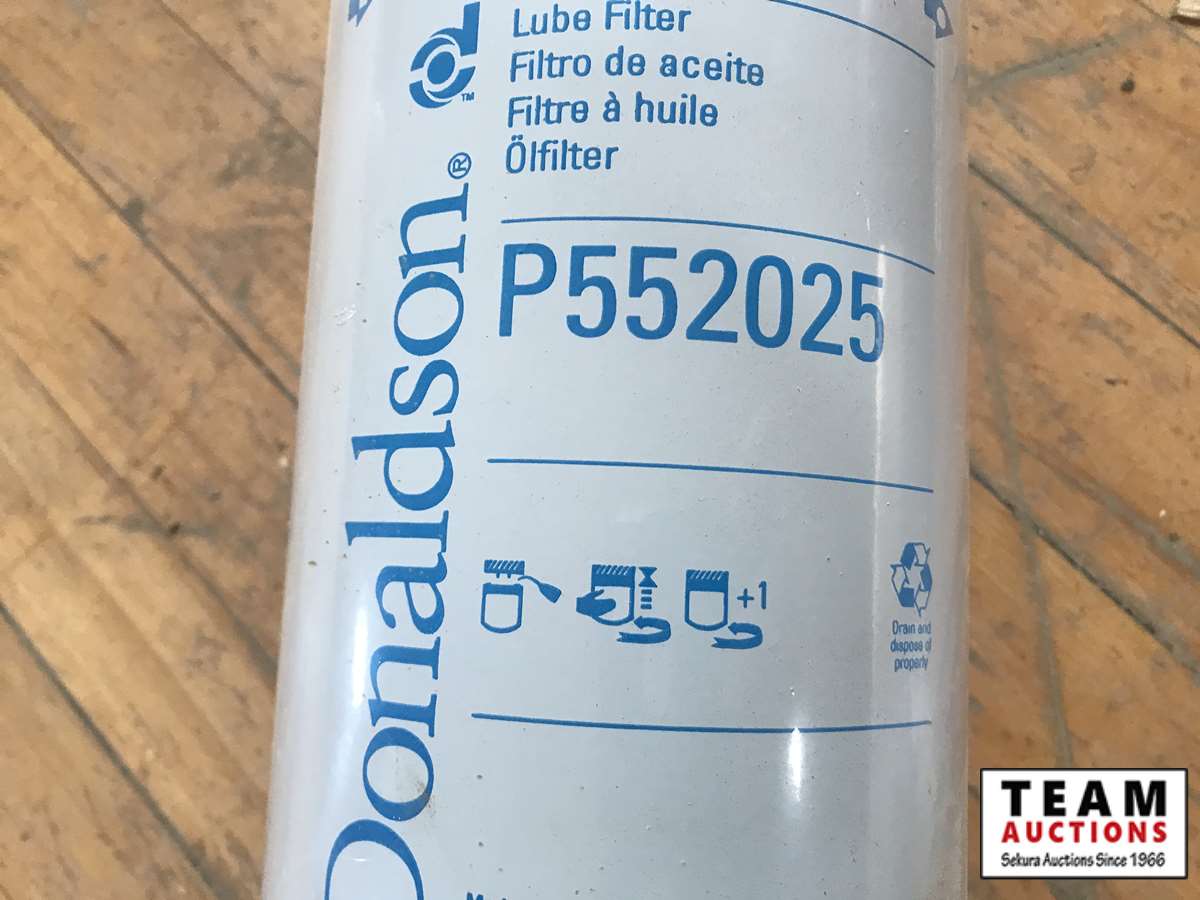 Lube Filter
Filtro de aceite
Filtre à huile
Ölfilter
Donaldson®
TM
P552025
+1
Drain and
dispose of
properly
TEAM
AUCTIONS
Sekura Auctions Since 1966